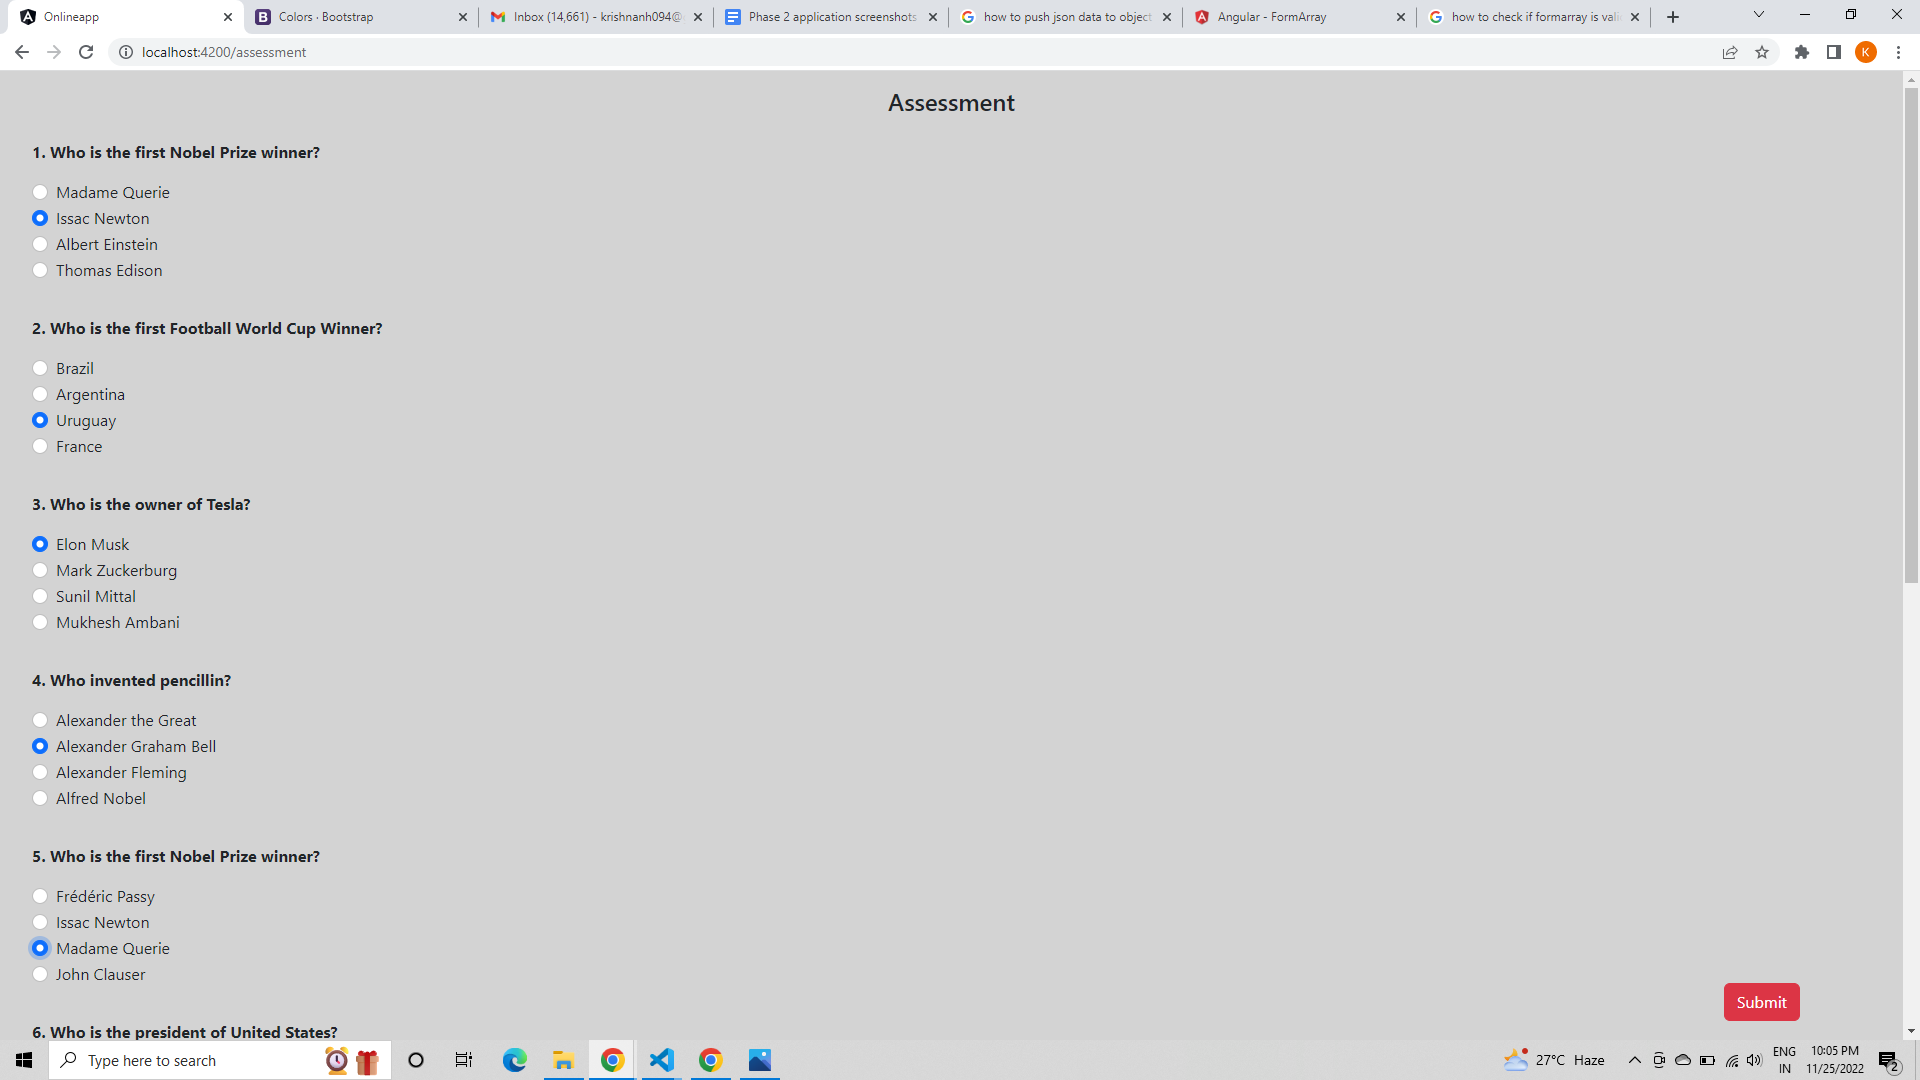 Onlineapp
Colors · Bootstrap
Inbox (14,661) - krishnanh094@
Phase 2 application screenshots
how to push json data to object
Angular - FormArray
how to check if formarray is vali
localhost:4200/assessment
K
Assessment
1. Who is the first Nobel Prize winner?
Madame Querie
Issac Newton
Albert Einstein
Thomas Edison
2. Who is the first Football World Cup Winner?
Brazil
Argentina
Uruguay
France
3. Who is the owner of Tesla?
Elon Musk
Mark Zuckerburg
Sunil Mittal
Mukhesh Ambani
4. Who invented pencillin?
Alexander the Great
Alexander Graham Bell
Alexander Fleming
Alfred Nobel
5. Who is the first Nobel Prize winner?
Frédéric Passy
Issac Newton
Madame Querie
John Clauser
Submit
6. Who is the president of United States?
Type here to search
27°C Haze
ENG
IN
10:05 PM
11/25/2022
2